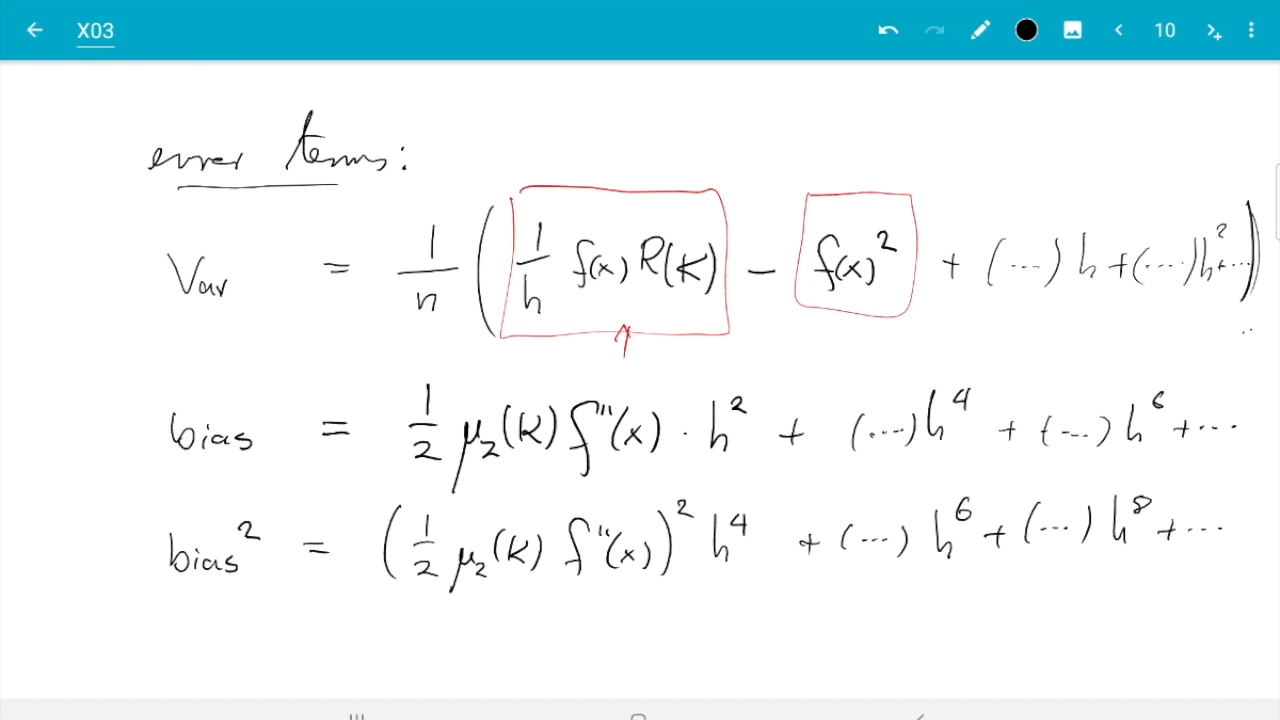 X03
10
error terms:
Var = 1/n ( 1/h f(x) R(K) − f(x)² + (...) h + (....) h² + ....)
bias = 1/2 μ₂(K) f''(x) · h² + (....) h⁴ + (...) h⁶ + ...
bias² = ( 1/2 μ₂(K) f''(x) )² h⁴ + (...) h⁶ + (...) h⁸ + ...